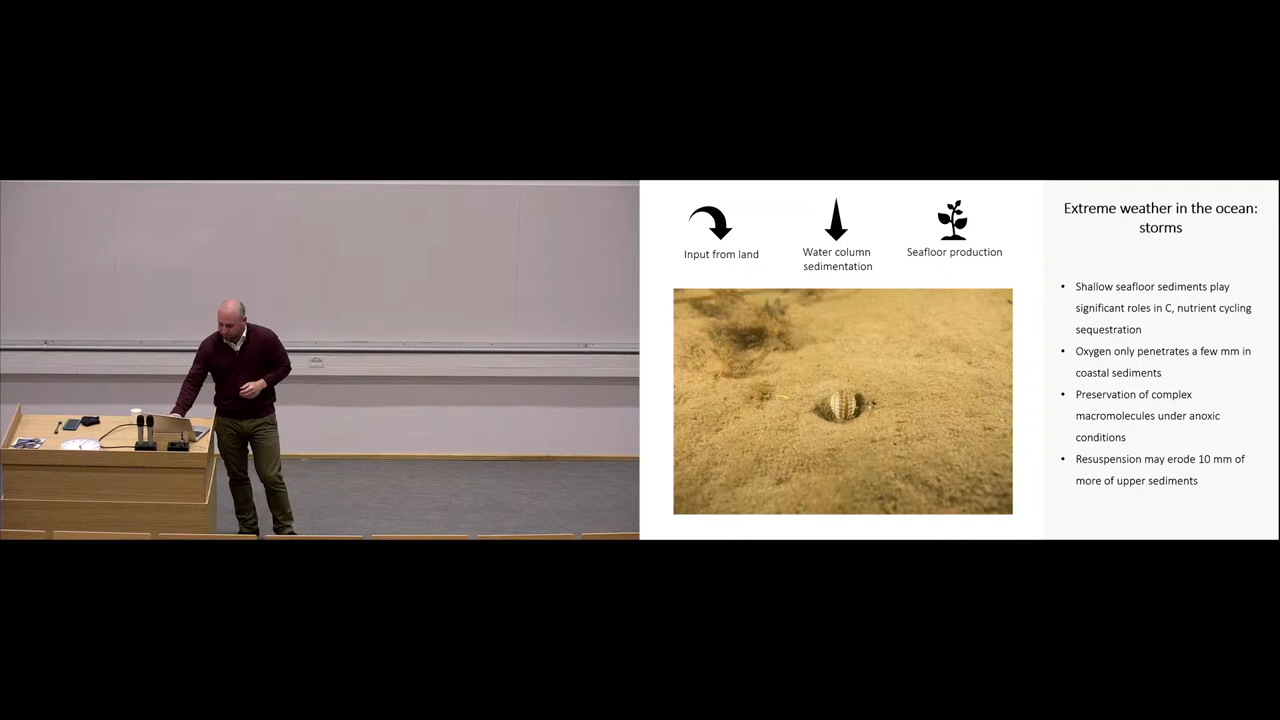 Input from land
Water column
sedimentation
Seafloor production
Extreme weather in the ocean:
storms
• Shallow seafloor sediments play
significant roles in C, nutrient cycling
sequestration
• Oxygen only penetrates a few mm in
coastal sediments
• Preservation of complex
macromolecules under anoxic
conditions
• Resuspension may erode 10 mm of
more of upper sediments